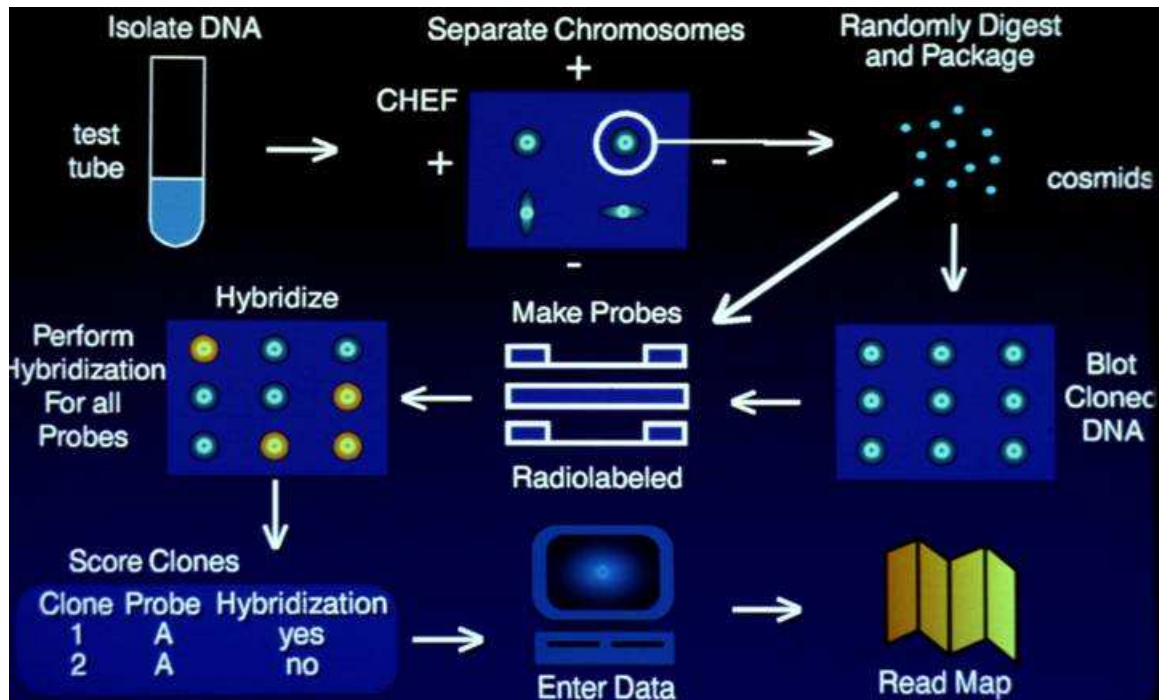 Isolate DNA
test
tube
Separate Chromosomes
+
CHEF
+
-
-
Randomly Digest
and Package
cosmids
Hybridize
Perform
Hybridization
For all
Probes
Make Probes
Radiolabeled
Blot
Cloned
DNA
Score Clones
Clone Probe Hybridization
1 A yes
2 A no
Enter Data
Read Map